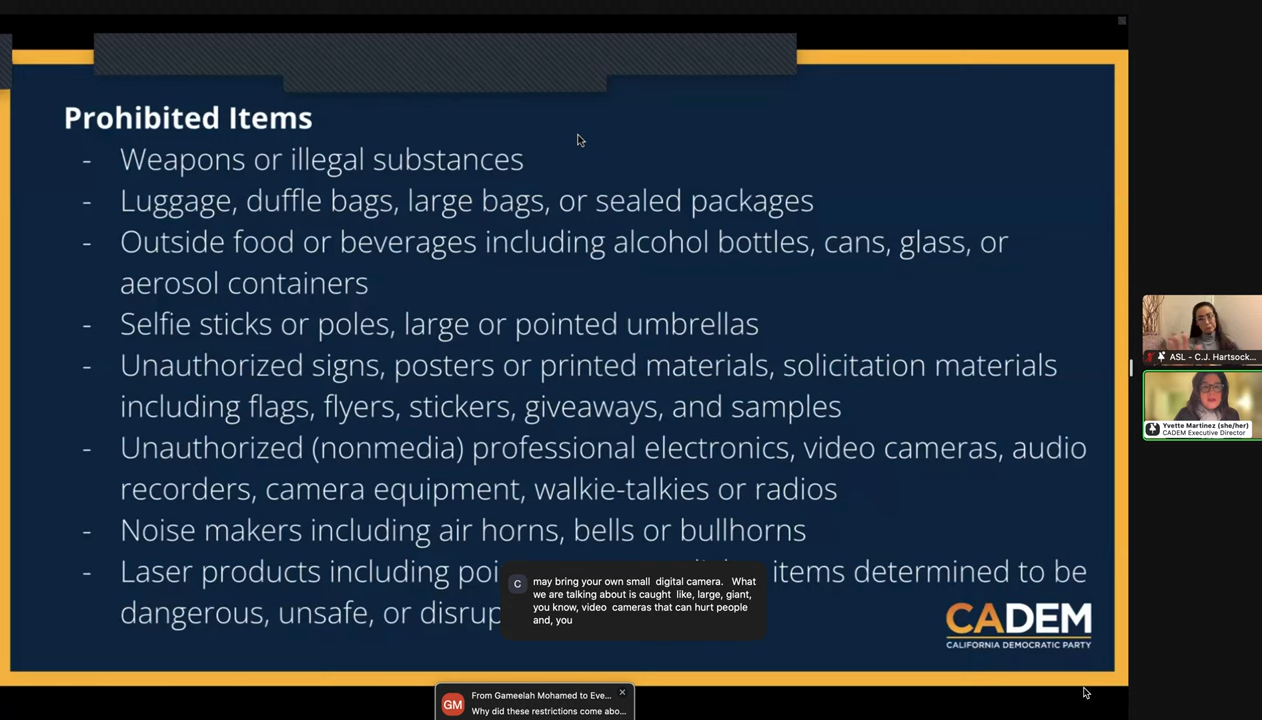 Prohibited Items
- Weapons or illegal substances
- Luggage, duffle bags, large bags, or sealed packages
- Outside food or beverages including alcohol bottles, cans, glass, or
aerosol containers
- Selfie sticks or poles, large or pointed umbrellas
- Unauthorized signs, posters or printed materials, solicitation materials
including flags, flyers, stickers, giveaways, and samples
- Unauthorized (nonmedia) professional electronics, video cameras, audio
recorders, camera equipment, walkie-talkies or radios
- Noise makers including air horns, bells or bullhorns
- Laser products including items determined to be
dangerous, unsafe, or
C
may bring your own small digital camera. What
we are talking about is caught like, large, giant,
you know, video cameras that can hurt people
and, you
CADEM
CALIFORNIA DEMOCRATIC PARTY
ASL - C.J. Hartsock...
Yvette Martinez (she/her)
CADEM Executive Director
GM
From Gameelah Mohamed to Eve...
Why did these restrictions come abo...